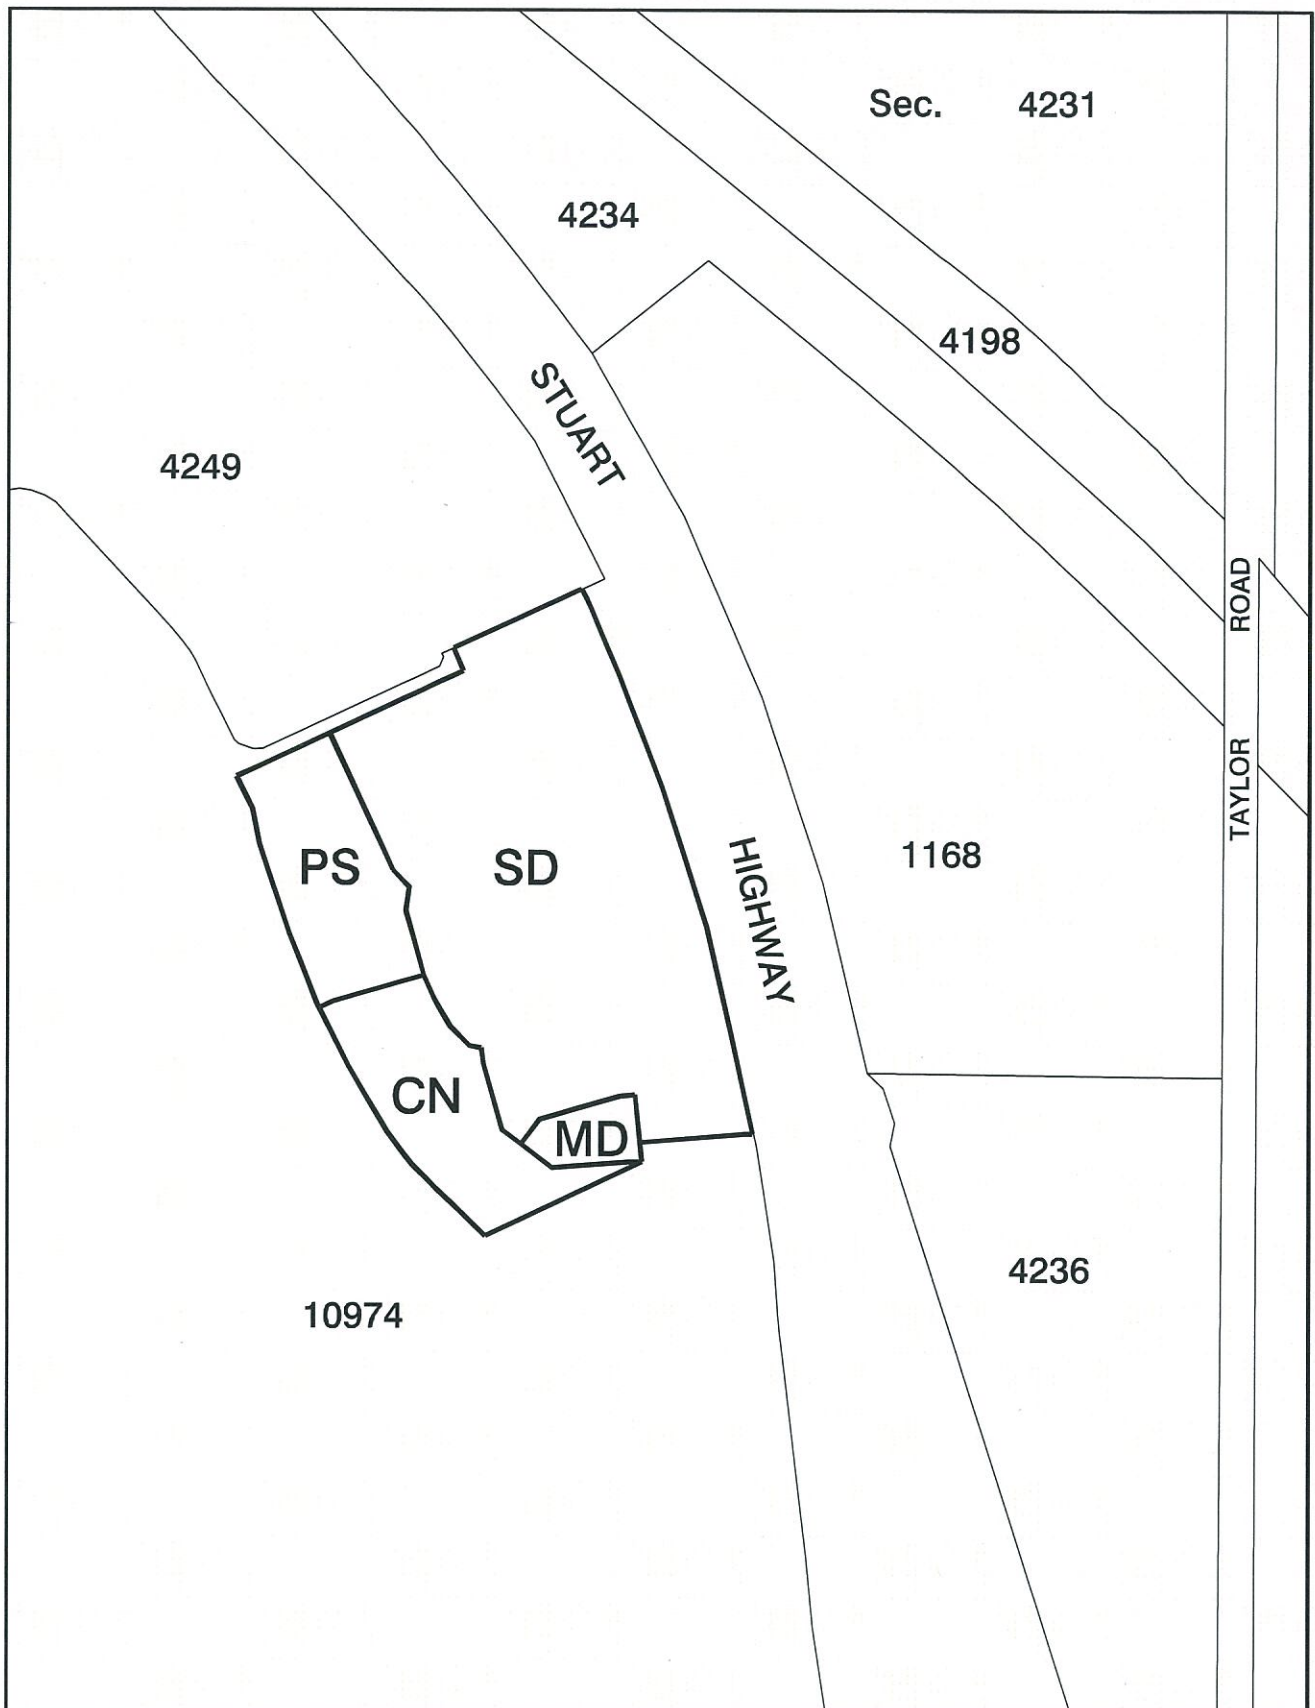 Sec. 4231
4234
4198
STUART
4249
ROAD
TAYLOR
HIGHWAY
1168
PS
SD
CN
MD
4236
10974